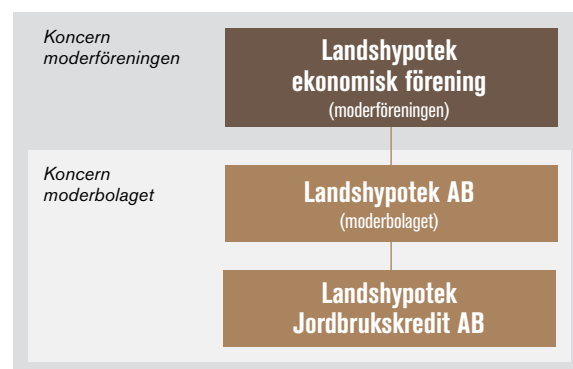 Koncern
moderföreningen
Landshypotek
ekonomisk förening
(moderföreningen)
Koncern
moderbolaget
Landshypotek AB
(moderbolaget)
Landshypotek
Jordbrukskredit AB